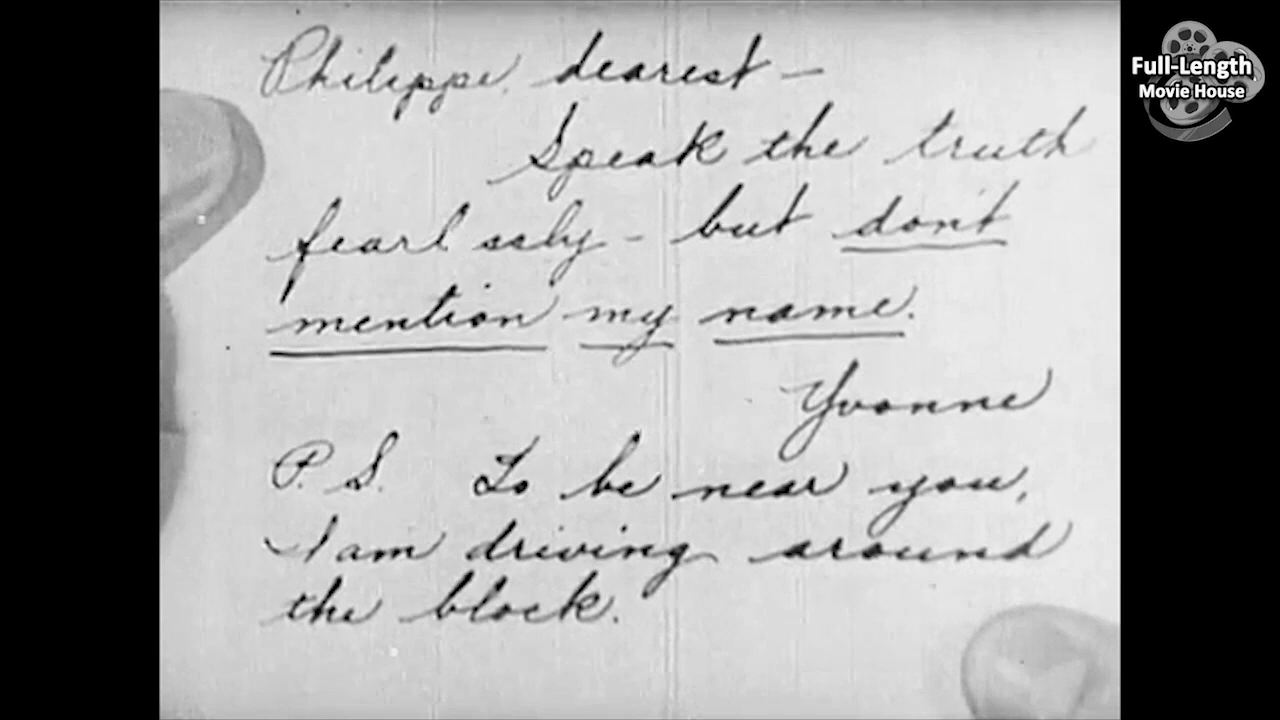 Philippe, dearest –
Speak the truth
fearlssly – but don't
mention my name.
Yvonne
P.S. To be near you,
I am driving around
the block.
Full-Length
Movie House